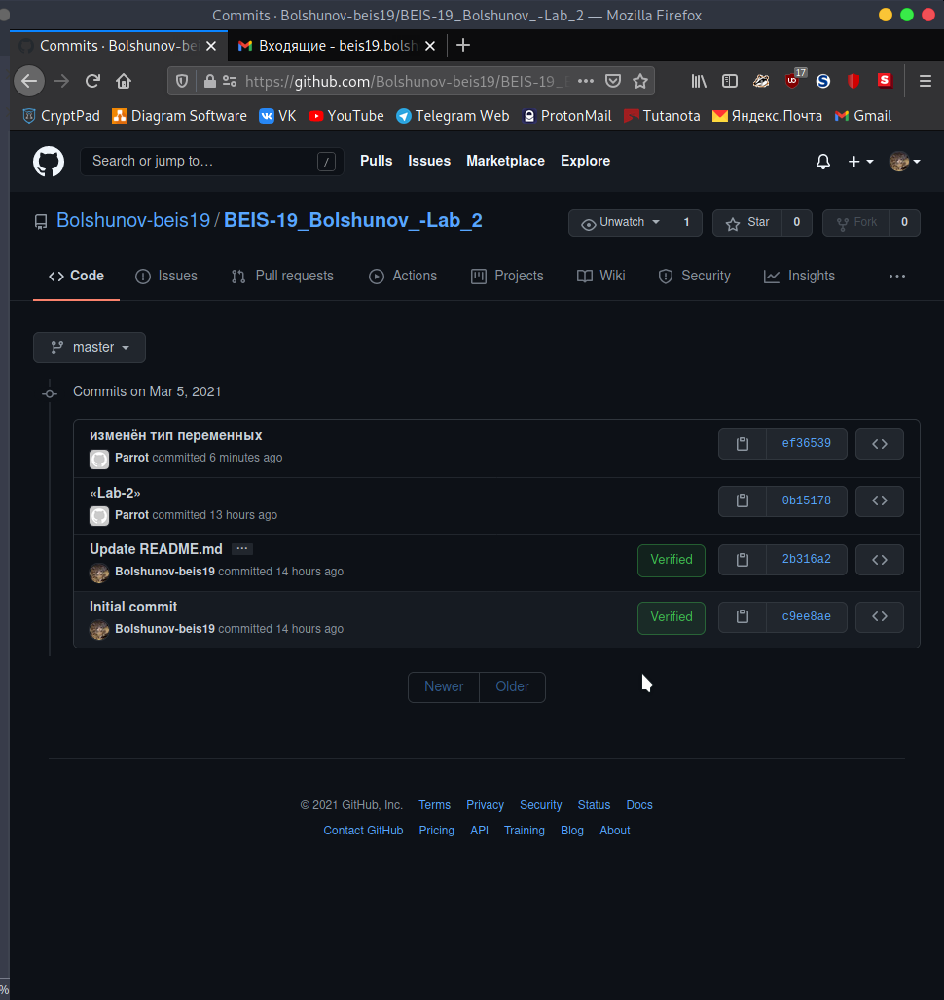 Commits · Bolshunov-beis19/BEIS-19_Bolshunov_-Lab_2 — Mozilla Firefox
Commits · Bolshunov-be
Входящие - beis19.bolsh
https://github.com/Bolshunov-beis19/BEIS-19_
17
CryptPad Diagram Software VK YouTube Telegram Web ProtonMail Tutanota Яндекс.Почта Gmail
Search or jump to… / Pulls Issues Marketplace Explore
Bolshunov-beis19 / BEIS-19_Bolshunov_-Lab_2 Unwatch 1 Star 0 Fork 0
Code Issues Pull requests Actions Projects Wiki Security Insights
master
Commits on Mar 5, 2021
изменён тип переменных
Parrot committed 6 minutes ago
ef36539
«Lab-2»
Parrot committed 13 hours ago
0b15178
Update README.md
Bolshunov-beis19 committed 14 hours ago
Verified 2b316a2
Initial commit
Bolshunov-beis19 committed 14 hours ago
Verified c9ee8ae
Newer Older
© 2021 GitHub, Inc. Terms Privacy Security Status Docs
Contact GitHub Pricing API Training Blog About
%